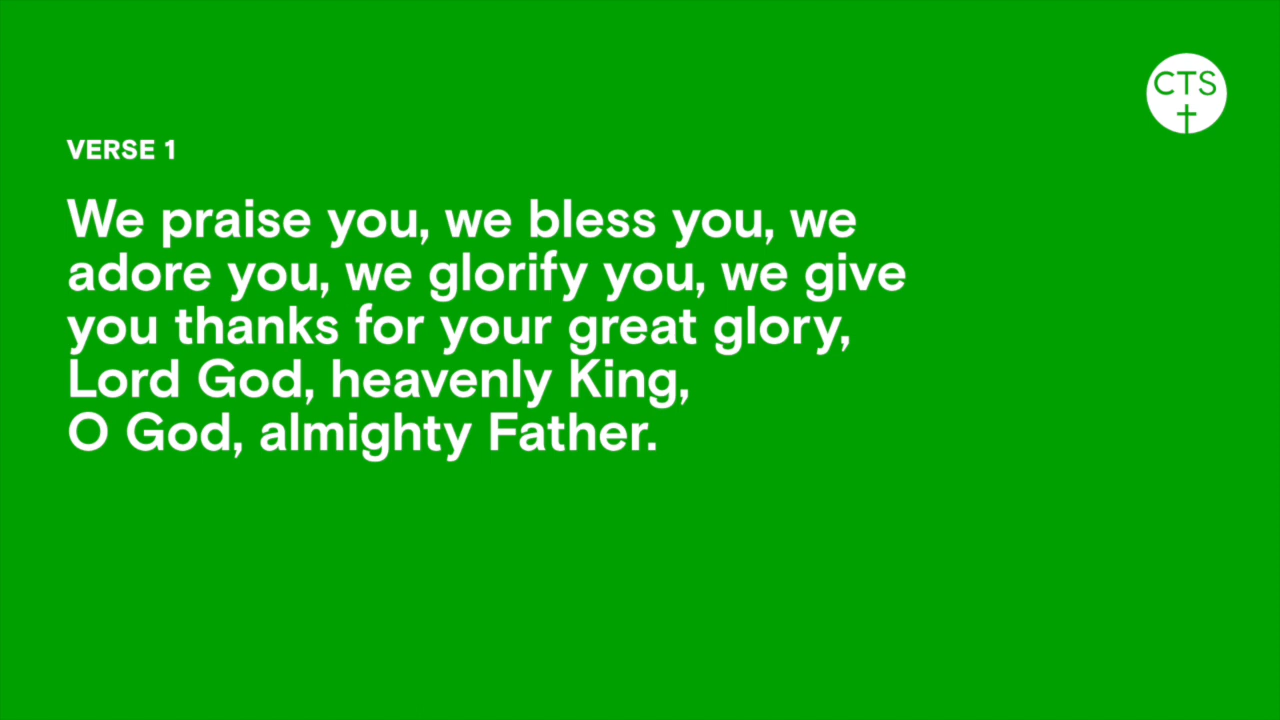 CTS
VERSE 1
We praise you, we bless you, we
adore you, we glorify you, we give
you thanks for your great glory,
Lord God, heavenly King,
O God, almighty Father.